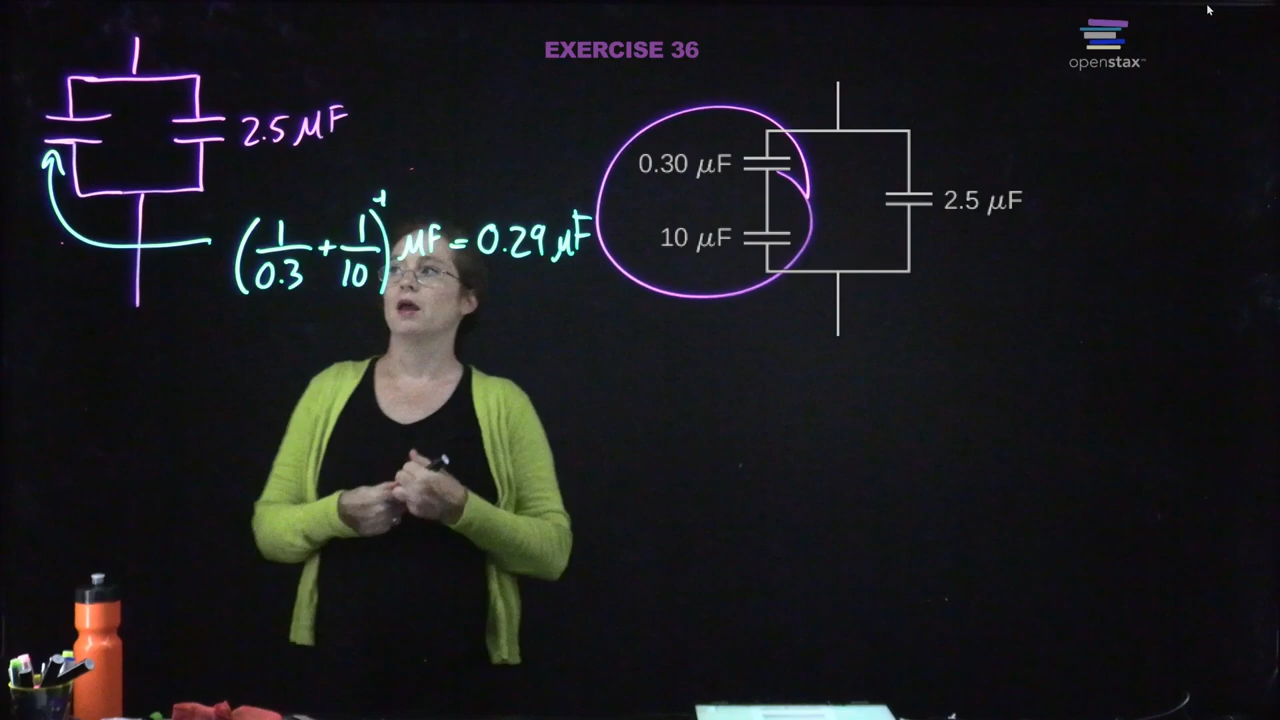 EXERCISE 36
openstax™
2.5 μF
(1/0.3 + 1/10)⁻¹ μF = 0.29 μF
0.30 μF
10 μF
2.5 μF